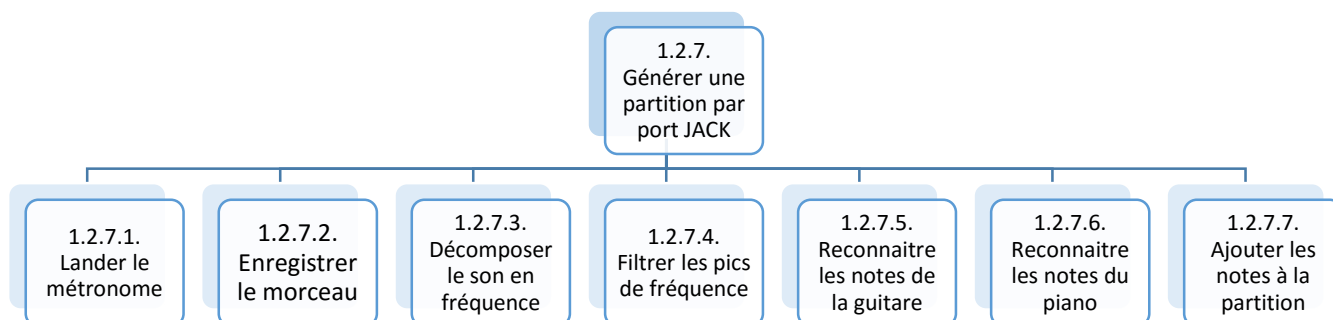 1.2.7.
Générer une
partition par
port JACK
1.2.7.1.
Lander le
métronome
1.2.7.2.
Enregistrer
le morceau
1.2.7.3.
Décomposer
le son en
fréquence
1.2.7.4.
Filtrer les pics
de fréquence
1.2.7.5.
Reconnaitre
les notes de
la guitare
1.2.7.6.
Reconnaitre
les notes du
piano
1.2.7.7.
Ajouter les
notes à la
partition